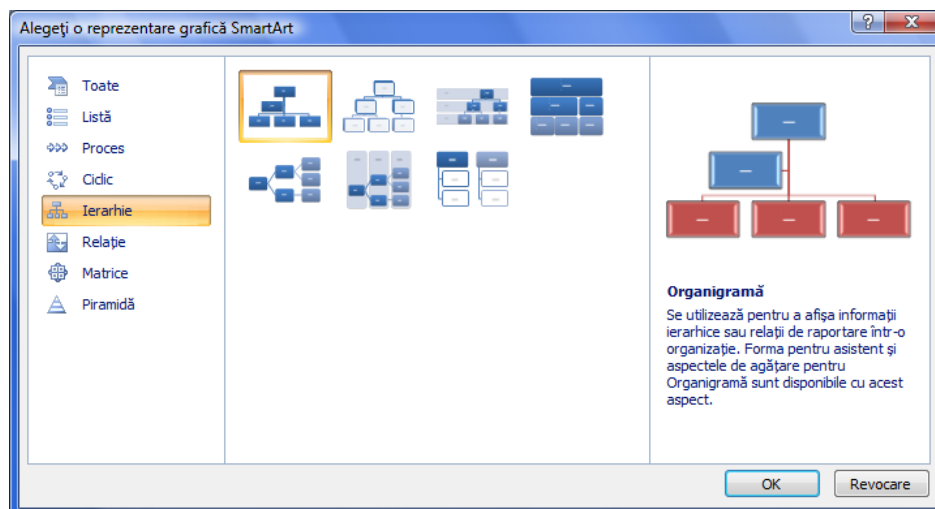 Alegeţi o reprezentare grafică SmartArt
Toate
Listă
Proces
Ciclic
Ierarhie
Relaţie
Matrice
Piramidă
Organigramă
Se utilizează pentru a afişa informaţii
ierarhice sau relaţii de raportare într-o
organizaţie. Forma pentru asistent şi
aspectele de agăţare pentru
Organigramă sunt disponibile cu acest
aspect.
OK
Revocare